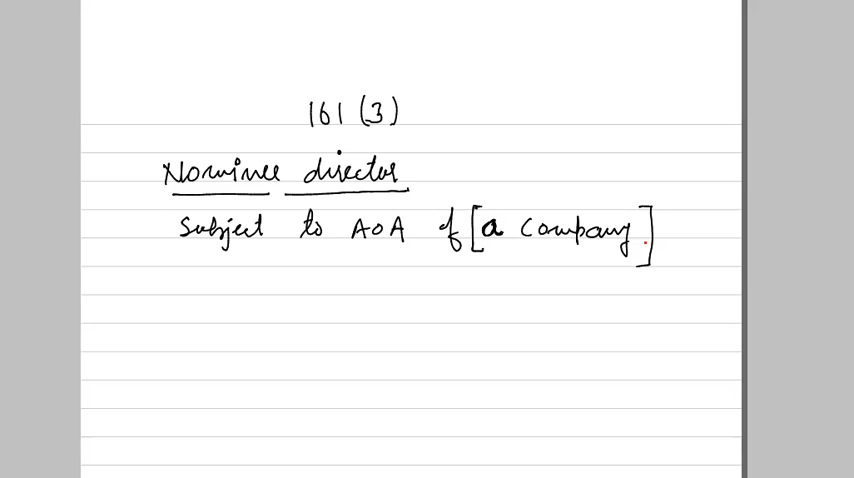 161 (3)
Nominee director
Subject to AOA of [a company]